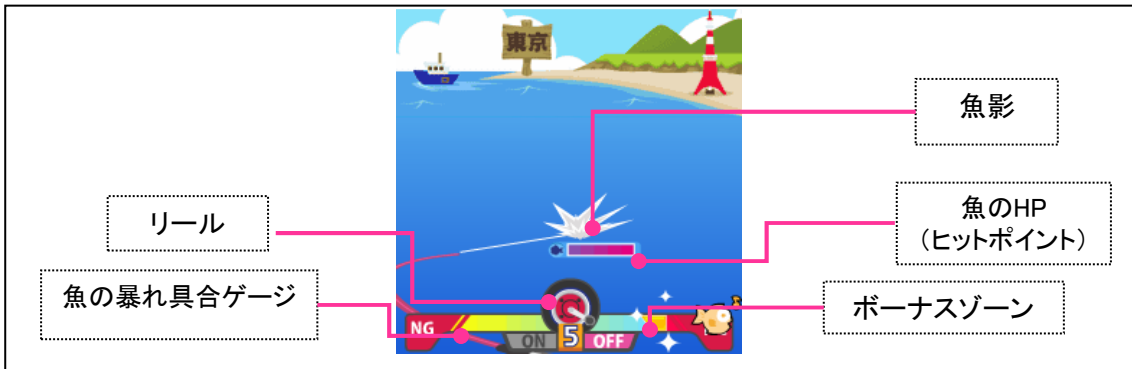 東京
魚影
リール
魚のHP
（ヒットポイント）
魚の暴れ具合ゲージ
ボーナスゾーン
NG
ON 5 OFF